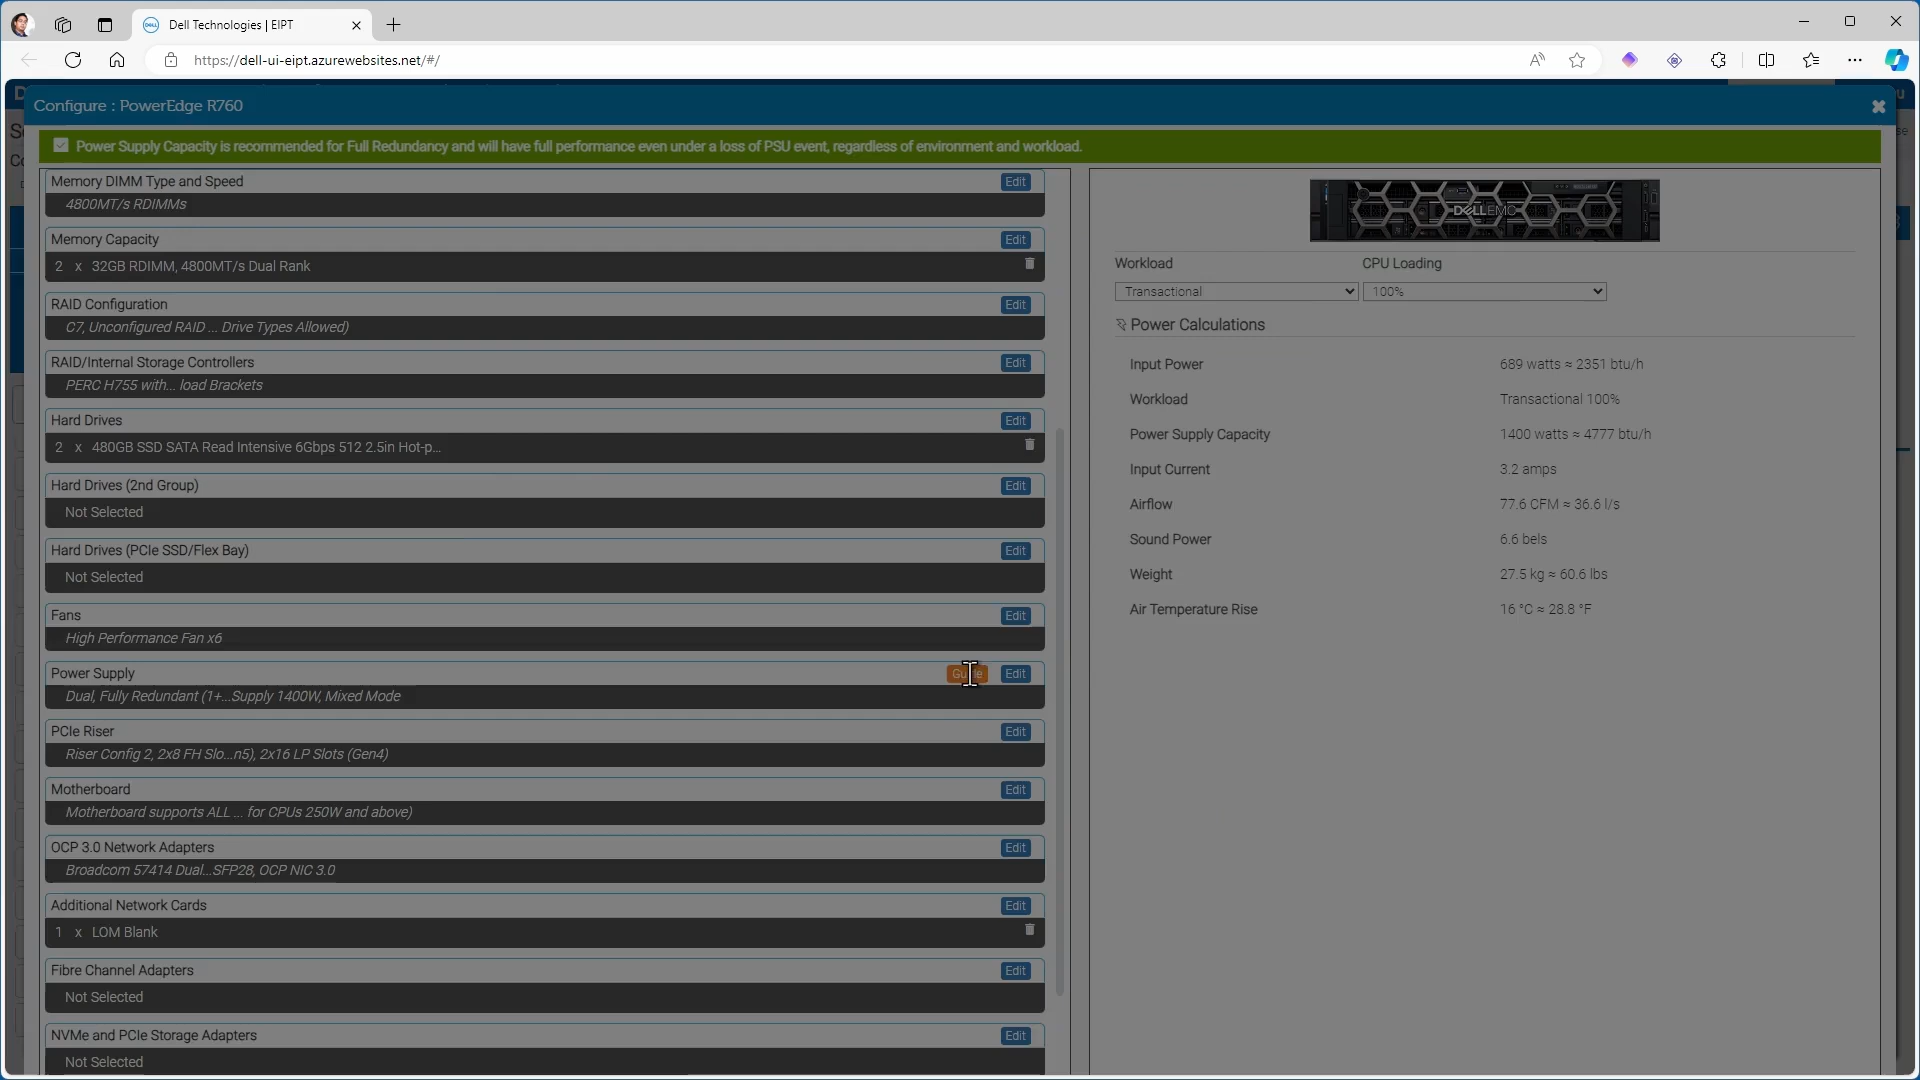 Dell Technologies | EIPT
https://dell-ui-eipt.azurewebsites.net/#/
Configure : PowerEdge R760
Power Supply Capacity is recommended for Full Redundancy and will have full performance even under a loss of PSU event, regardless of environment and workload.
Memory DIMM Type and Speed Edit
4800MT/s RDIMMs
Memory Capacity Edit
2 x 32GB RDIMM, 4800MT/s Dual Rank
RAID Configuration Edit
C7, Unconfigured RAID ... Drive Types Allowed)
RAID/Internal Storage Controllers Edit
PERC H755 with... load Brackets
Hard Drives Edit
2 x 480GB SSD SATA Read Intensive 6Gbps 512 2.5in Hot-p...
Hard Drives (2nd Group) Edit
Not Selected
Hard Drives (PCIe SSD/Flex Bay) Edit
Not Selected
Fans Edit
High Performance Fan x6
Power Supply Guide Edit
Dual, Fully Redundant (1+...Supply 1400W, Mixed Mode
PCIe Riser Edit
Riser Config 2, 2x8 FH Slo...n5), 2x16 LP Slots (Gen4)
Motherboard Edit
Motherboard supports ALL ... for CPUs 250W and above)
OCP 3.0 Network Adapters Edit
Broadcom 57414 Dual...SFP28, OCP NIC 3.0
Additional Network Cards Edit
1 x LOM Blank
Fibre Channel Adapters Edit
Not Selected
NVMe and PCIe Storage Adapters Edit
Not Selected
DELLEMC
Workload CPU Loading
Transactional 100%
Power Calculations
Input Power 689 watts ≈ 2351 btu/h
Workload Transactional 100%
Power Supply Capacity 1400 watts ≈ 4777 btu/h
Input Current 3.2 amps
Airflow 77.6 CFM ≈ 36.6 l/s
Sound Power 6.6 bels
Weight 27.5 kg ≈ 60.6 lbs
Air Temperature Rise 16 °C ≈ 28.8 °F